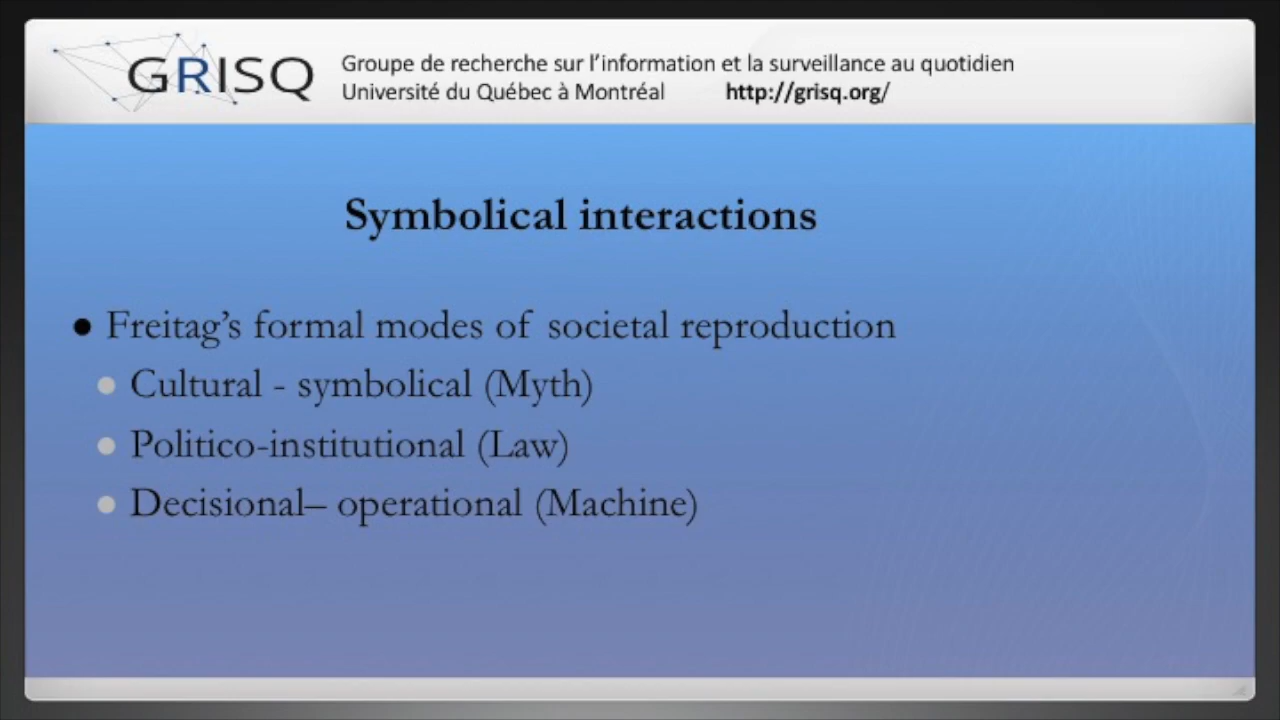 GRISQ
Groupe de recherche sur l’information et la surveillance au quotidien
Université du Québec à Montréal http://grisq.org/
Symbolical interactions
● Freitag’s formal modes of societal reproduction
● Cultural - symbolical (Myth)
● Politico-institutional (Law)
● Decisional– operational (Machine)